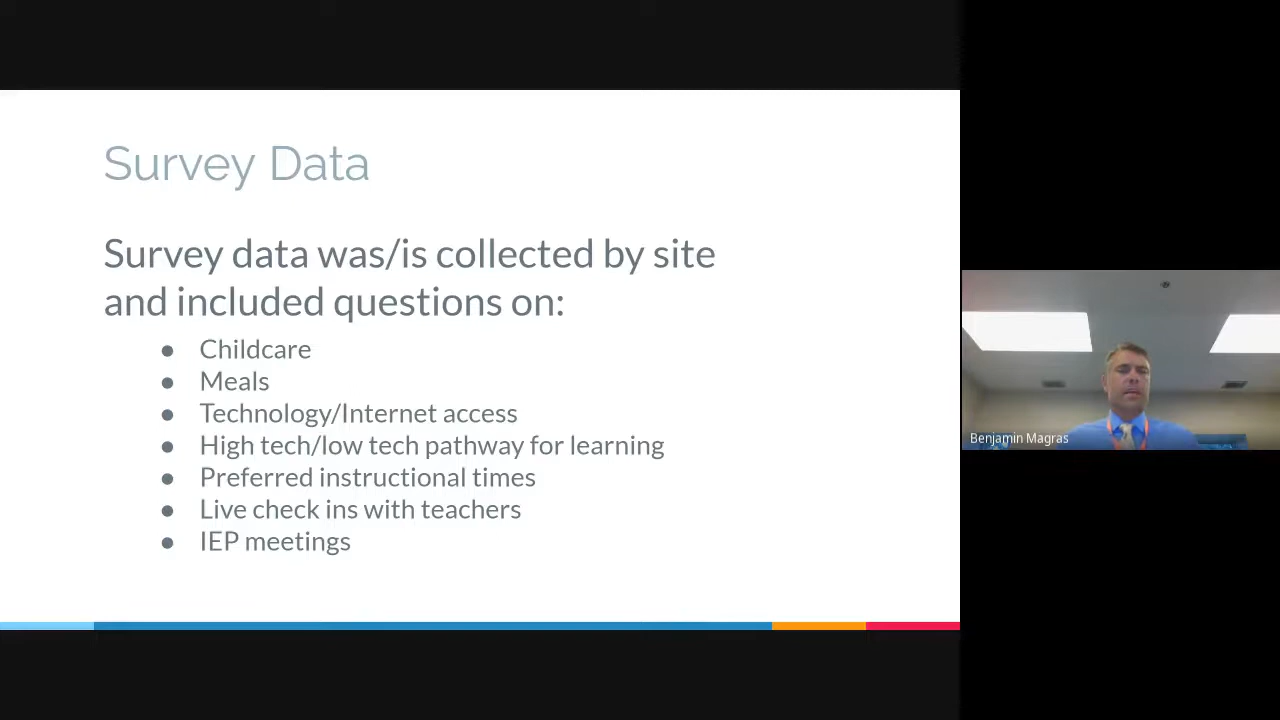 Survey Data
Survey data was/is collected by site
and included questions on:
● Childcare
● Meals
● Technology/Internet access
● High tech/low tech pathway for learning
● Preferred instructional times
● Live check ins with teachers
● IEP meetings
Benjamin Magras